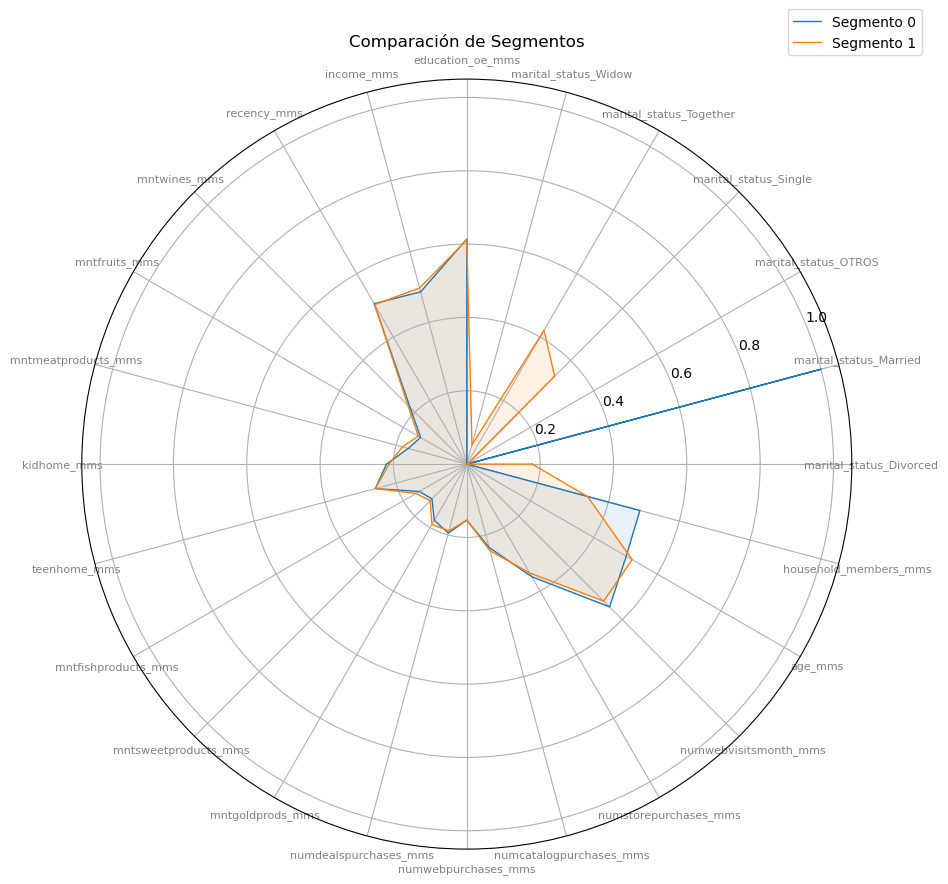 Segmento 0
Segmento 1
Comparación de Segmentos
education_oe_mms
income_mms
marital_status_Widow
recency_mms
marital_status_Together
mntwines_mms
marital_status_Single
mntfruits_mms
marital_status_OTROS
1.0
0.8
mntmeatproducts_mms
marital_status_Married
0.6
0.4
0.2
kidhome_mms
marital_status_Divorced
teenhome_mms
household_members_mms
mntfishproducts_mms
age_mms
mntsweetproducts_mms
numwebvisitsmonth_mms
mntgoldprods_mms
numstorepurchases_mms
numdealspurchases_mms
numcatalogpurchases_mms
numwebpurchases_mms